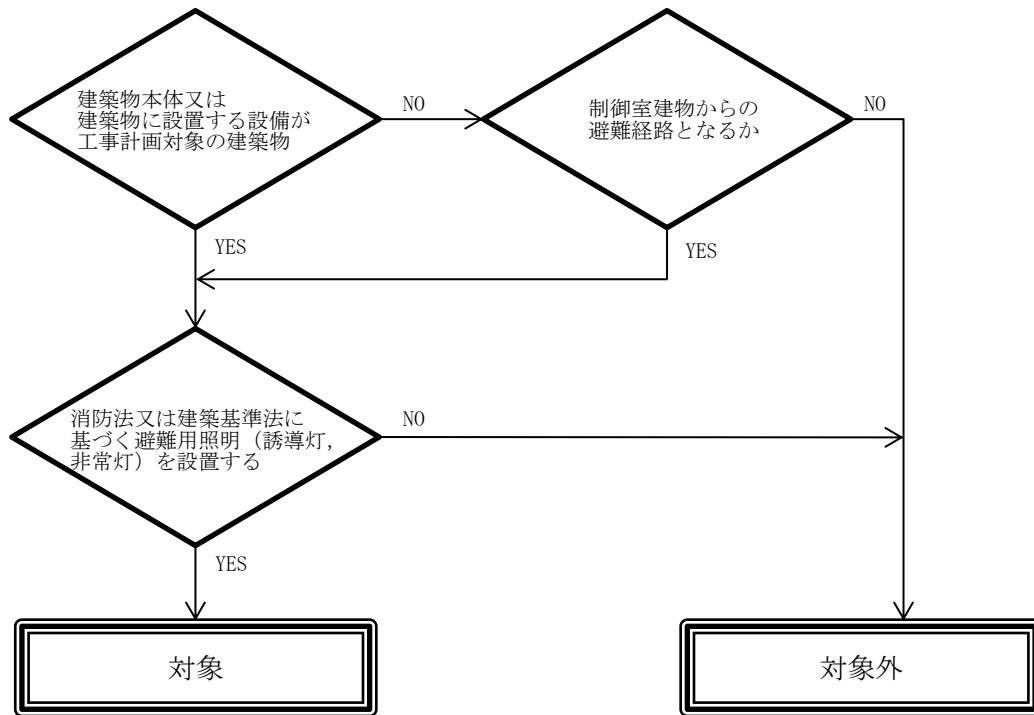 建築物本体又は
建築物に設置する設備が
工事計画対象の建築物
NO
制御室建物からの
避難経路となるか
NO
YES
YES
消防法又は建築基準法に
基づく避難用照明（誘導灯，
非常灯）を設置する
NO
YES
対象
対象外